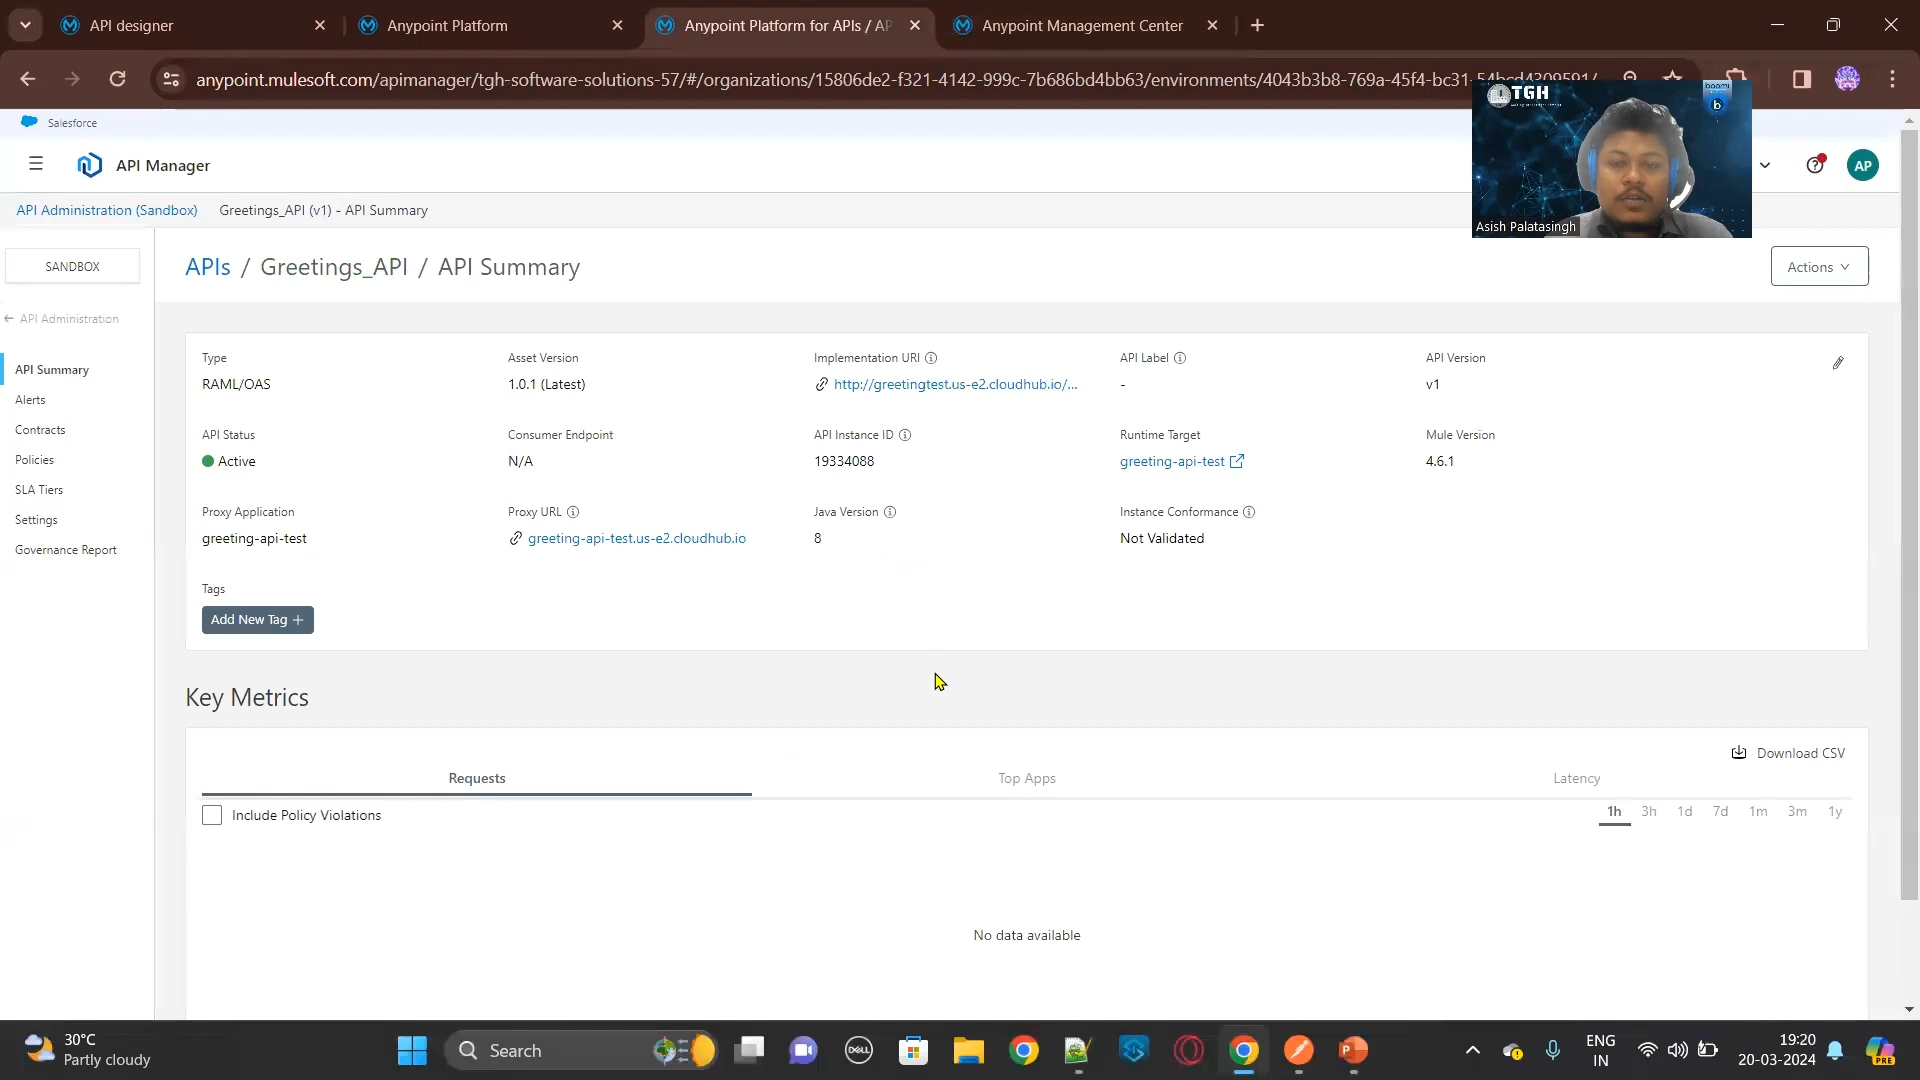 API designer
Anypoint Platform
Anypoint Platform for APIs / AP
Anypoint Management Center
anypoint.mulesoft.com/apimanager/tgh-software-solutions-57/#/organizations/15806de2-f321-4142-999c-7b686bd4bb63/environments/4043b3b8-769a-45f4-bc31-54bcd4309591/
Salesforce
TGH
boomi
b
Asish Palatasingh
API Manager
AP
API Administration (Sandbox)
Greetings_API (v1) - API Summary
SANDBOX
API Administration
API Summary
Alerts
Contracts
Policies
SLA Tiers
Settings
Governance Report
APIs / Greetings_API / API Summary
Actions
Type
RAML/OAS
Asset Version
1.0.1 (Latest)
Implementation URI
http://greetingtest.us-e2.cloudhub.io/...
API Label
-
API Version
v1
API Status
Active
Consumer Endpoint
N/A
API Instance ID
19334088
Runtime Target
greeting-api-test
Mule Version
4.6.1
Proxy Application
greeting-api-test
Proxy URL
greeting-api-test.us-e2.cloudhub.io
Java Version
8
Instance Conformance
Not Validated
Tags
Add New Tag +
Key Metrics
Download CSV
Requests
Top Apps
Latency
Include Policy Violations
1h 3h 1d 7d 1m 3m 1y
No data available
30°C
Partly cloudy
Search
DELL
ENG
IN
19:20
20-03-2024
PRE